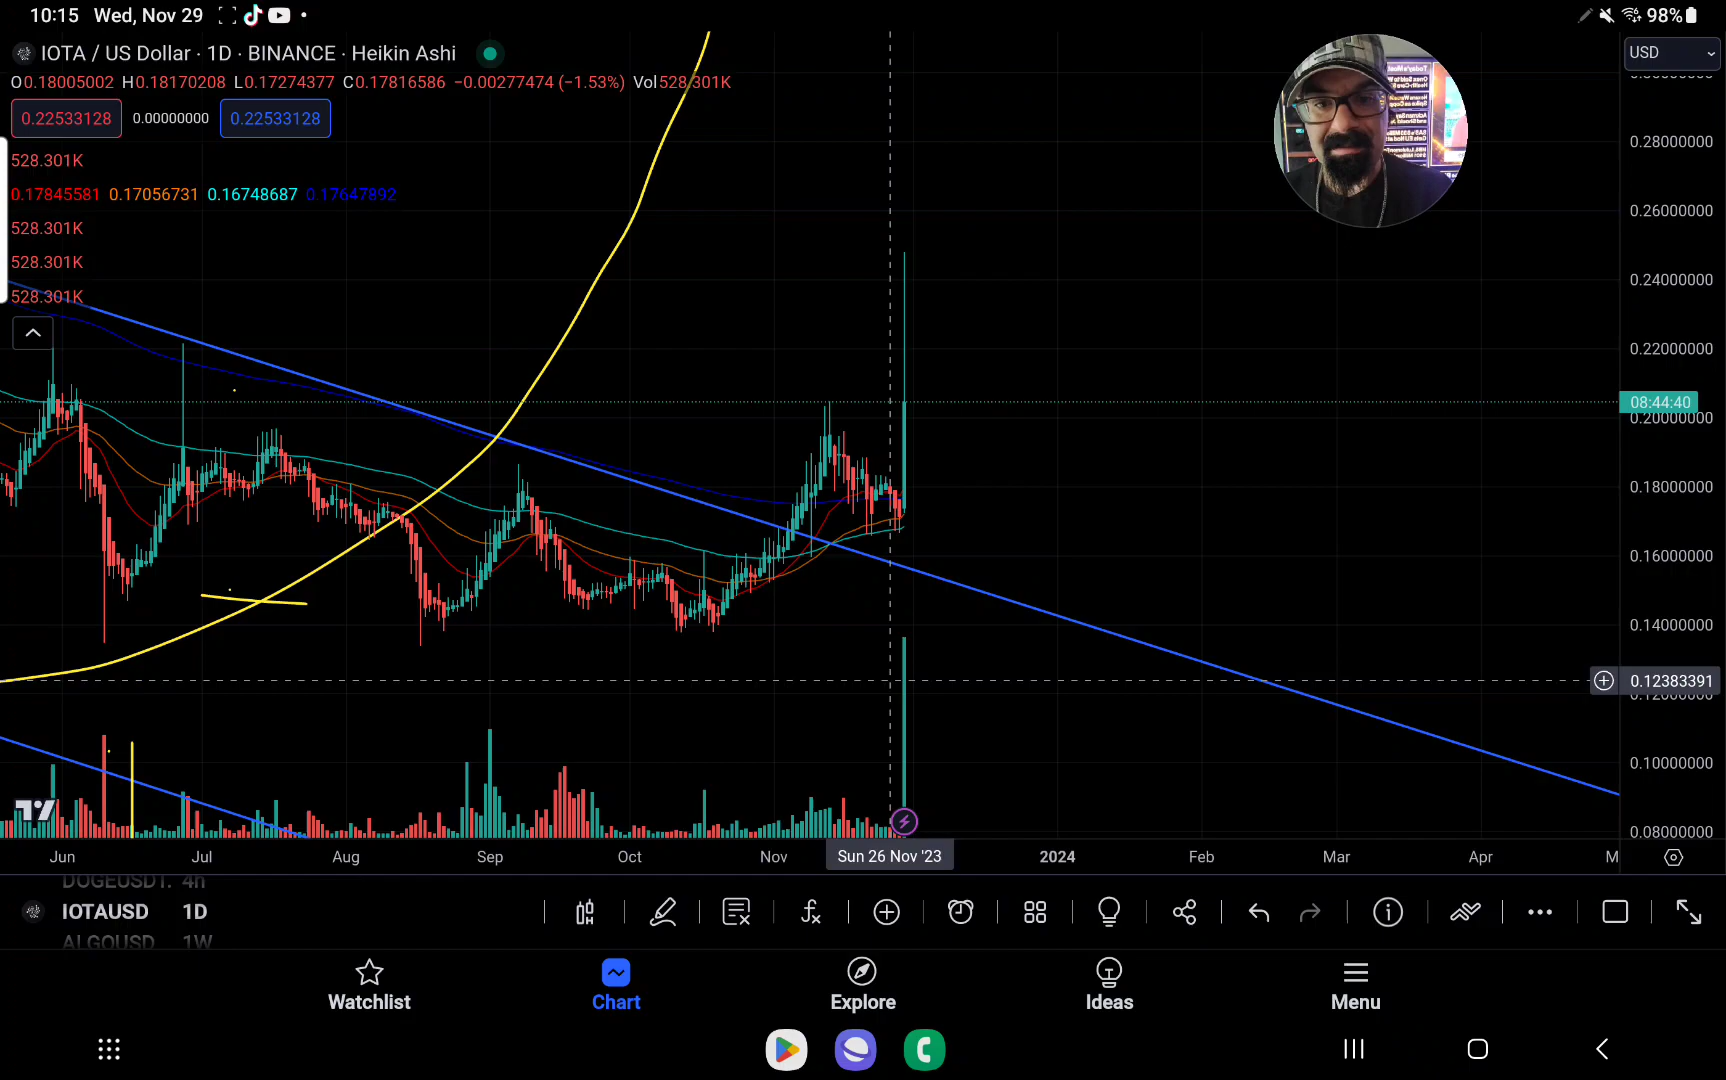 10:15 Wed, Nov 29 98%
IOTA / US Dollar · 1D · BINANCE · Heikin Ashi
USD
O0.18005002 H0.18170208 L0.17274377 C0.17816586 −0.00277474 (−1.53%) Vol528.301K
0.22533128 0.00000000 0.22533128
528.301K
0.17845581 0.17056731 0.16748687 0.17647892
528.301K
528.301K
528.301K
0.28000000
0.26000000
0.24000000
0.22000000
08:44:40
0.20000000
0.18000000
0.16000000
0.14000000
0.12383391
0.12000000
0.10000000
0.08000000
Jun Jul Aug Sep Oct Nov Sun 26 Nov '23 2024 Feb Mar Apr M
DOGEUSDT. 4h
IOTAUSD 1D
ALGOUSD 1W
Watchlist Chart Explore Ideas Menu